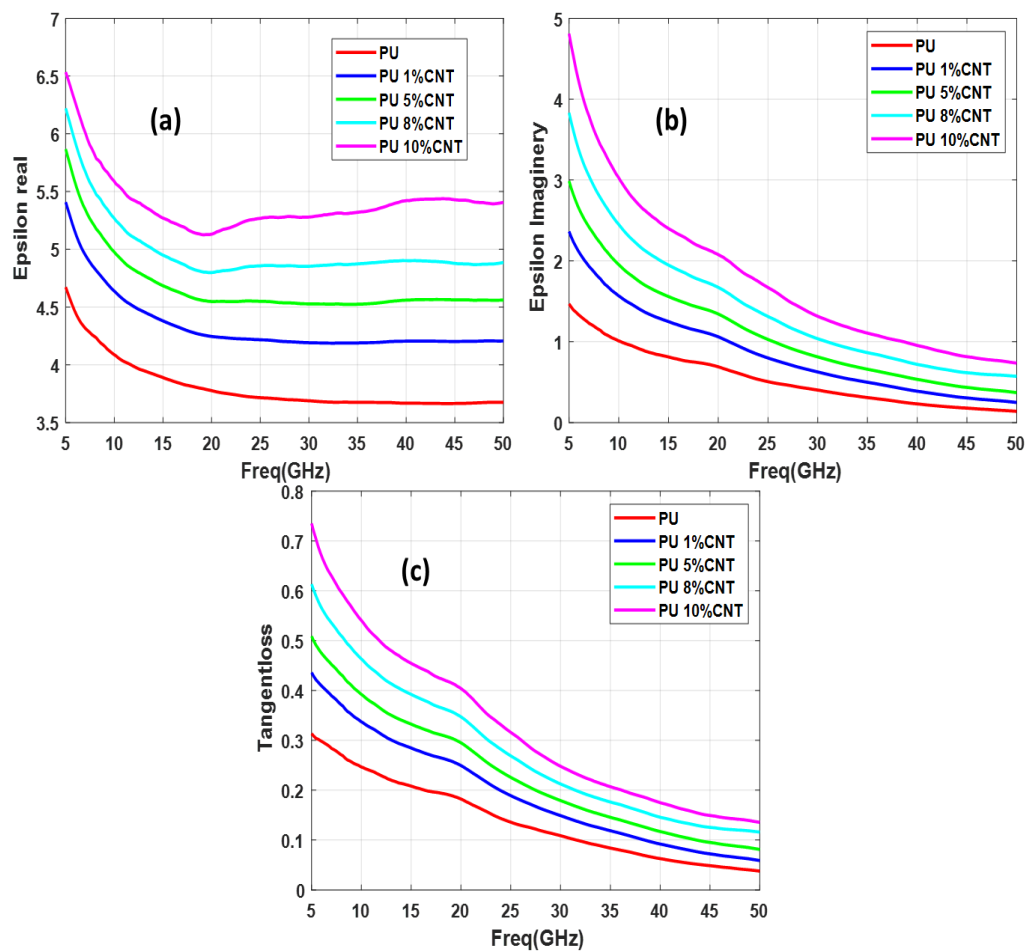 7
6.5
6
5.5
5
4.5
4
3.5
Epsilon real
(a)
PU
PU 1%CNT
PU 5%CNT
PU 8%CNT
PU 10%CNT
5 10 15 20 25 30 35 40 45 50
Freq(GHz)
5
4
3
2
1
0
Epsilon Imaginery
(b)
PU
PU 1%CNT
PU 5%CNT
PU 8%CNT
PU 10%CNT
5 10 15 20 25 30 35 40 45 50
Freq(GHz)
0.8
0.7
0.6
0.5
0.4
0.3
0.2
0.1
0
Tangentloss
(c)
PU
PU 1%CNT
PU 5%CNT
PU 8%CNT
PU 10%CNT
5 10 15 20 25 30 35 40 45 50
Freq(GHz)